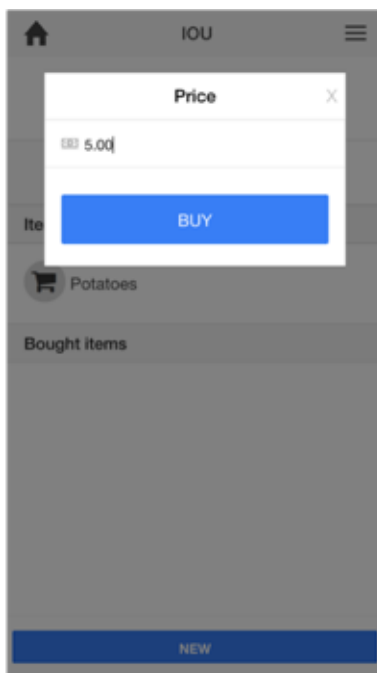 IOU
Price
X
5.00
BUY
Ite
Potatoes
Bought items
NEW